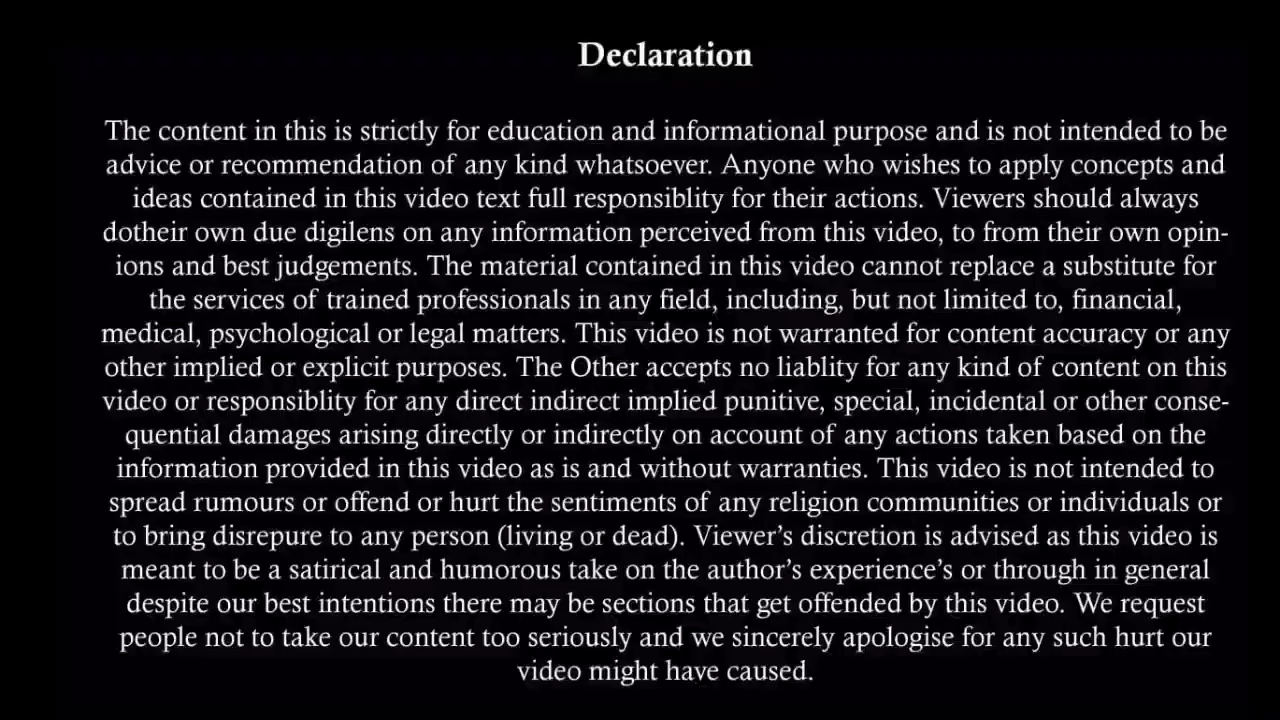 Declaration
The content in this is strictly for education and informational purpose and is not intended to be
advice or recommendation of any kind whatsoever. Anyone who wishes to apply concepts and
ideas contained in this video text full responsiblity for their actions. Viewers should always
dotheir own due digilens on any information perceived from this video, to from their own opin-
ions and best judgements. The material contained in this video cannot replace a substitute for
the services of trained professionals in any field, including, but not limited to, financial,
medical, psychological or legal matters. This video is not warranted for content accuracy or any
other implied or explicit purposes. The Other accepts no liablity for any kind of content on this
video or responsiblity for any direct indirect implied punitive, special, incidental or other conse-
quential damages arising directly or indirectly on account of any actions taken based on the
information provided in this video as is and without warranties. This video is not intended to
spread rumours or offend or hurt the sentiments of any religion communities or individuals or
to bring disrepure to any person (living or dead). Viewer’s discretion is advised as this video is
meant to be a satirical and humorous take on the author’s experience’s or through in general
despite our best intentions there may be sections that get offended by this video. We request
people not to take our content too seriously and we sincerely apologise for any such hurt our
video might have caused.